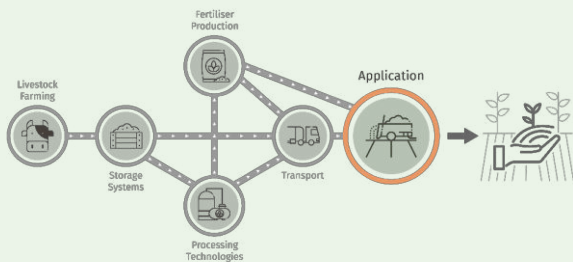 Fertiliser
Production
Application
Livestock
Farming
Storage
Systems
Transport
Processing
Technologies